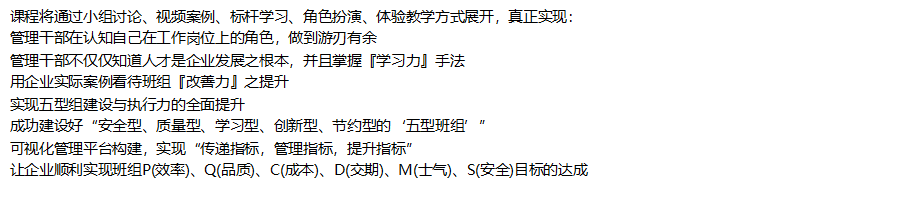 课程将通过小组讨论、视频案例、标杆学习、角色扮演、体验教学方式展开，真正实现：
管理干部在认知自己在工作岗位上的角色，做到游刃有余
管理干部不仅仅知道人才是企业发展之根本，并且掌握『学习力』手法
用企业实际案例看待班组『改善力』之提升
实现五型组建设与执行力的全面提升
成功建设好“安全型、质量型、学习型、创新型、节约型的‘五型班组’”
可视化管理平台构建，实现“传递指标，管理指标，提升指标”
让企业顺利实现班组P(效率)、Q(品质)、C(成本)、D(交期)、M(士气)、S(安全)目标的达成